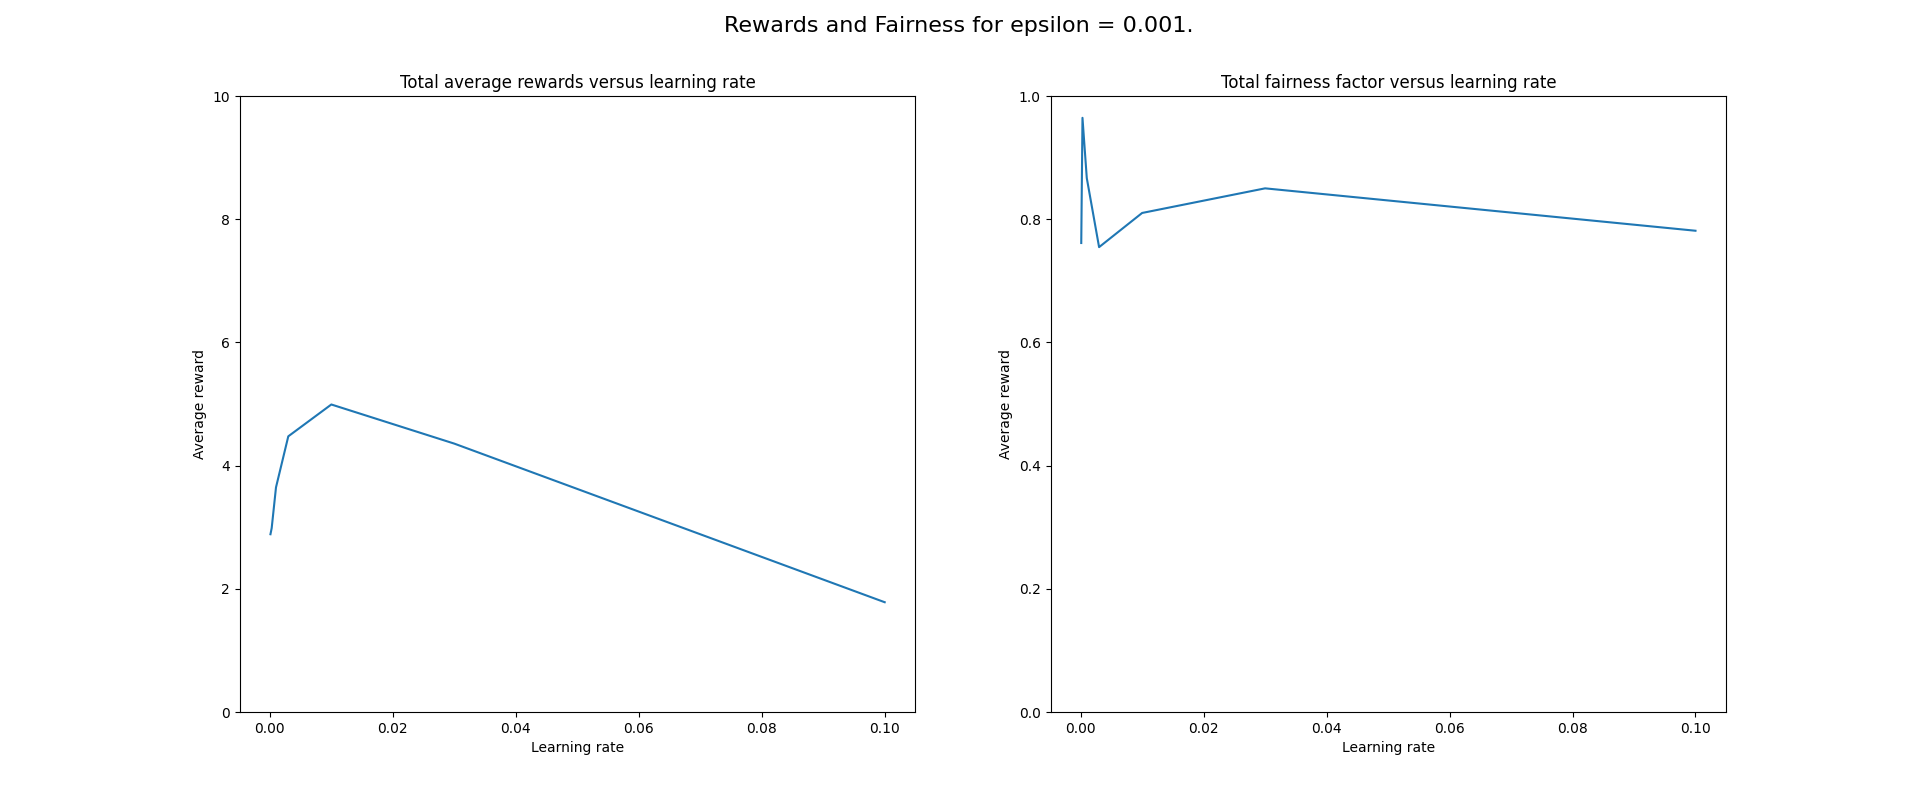 Rewards and Fairness for epsilon = 0.001.
Total average rewards versus learning rate
10
8
6
4
2
0
Average reward
0.00 0.02 0.04 0.06 0.08 0.10
Learning rate
Total fairness factor versus learning rate
1.0
0.8
0.6
0.4
0.2
0.0
Average reward
0.00 0.02 0.04 0.06 0.08 0.10
Learning rate